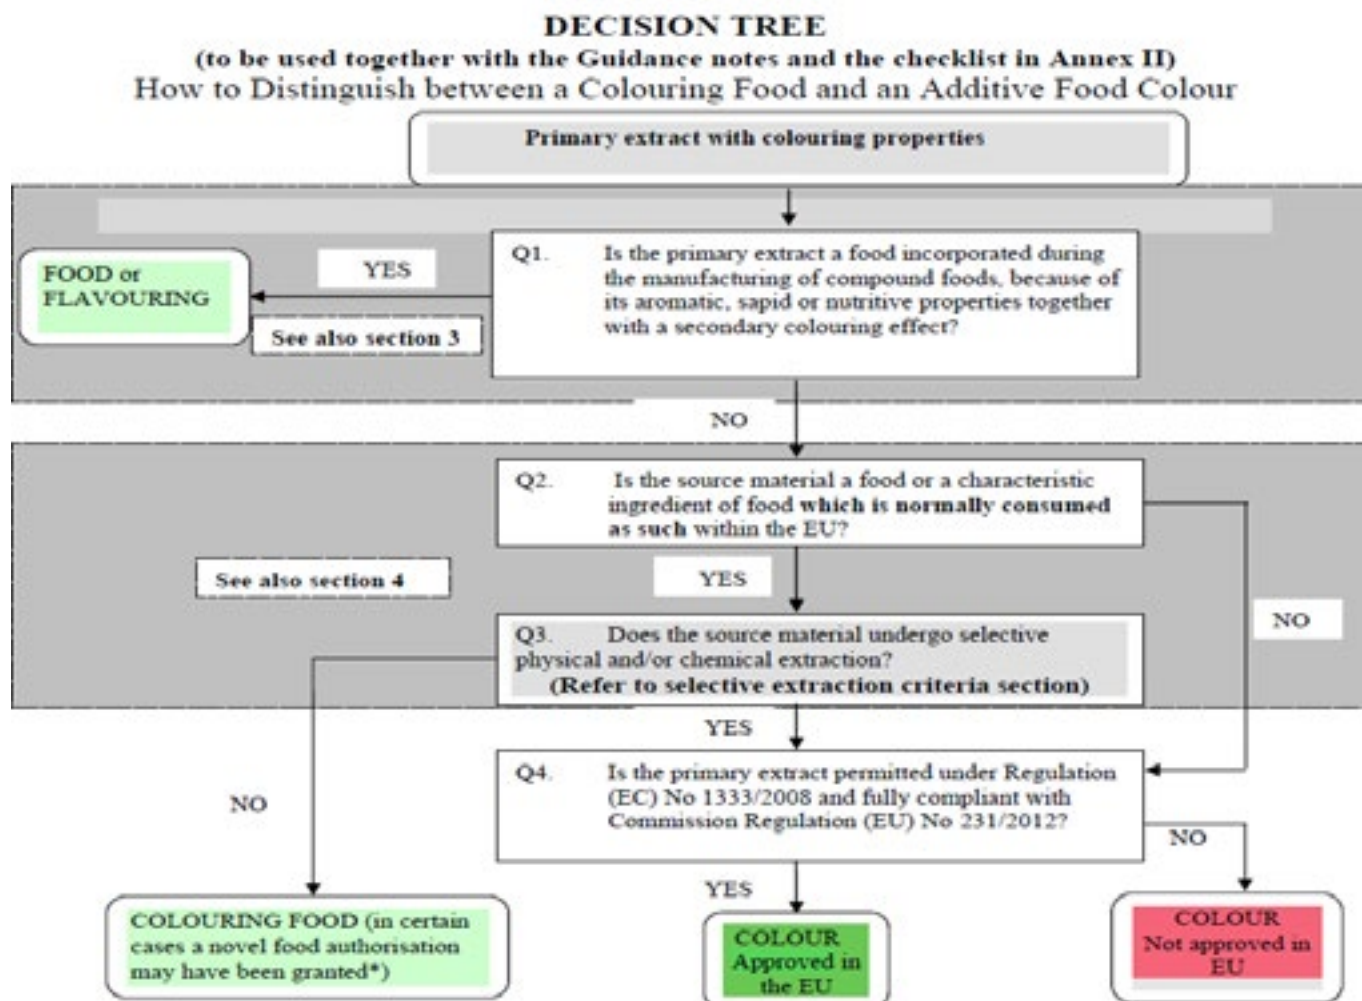 DECISION TREE
(to be used together with the Guidance notes and the checklist in Annex II)
How to Distinguish between a Colouring Food and an Additive Food Colour
Primary extract with colouring properties
Q1. Is the primary extract a food incorporated during
the manufacturing of compound foods, because of
its aromatic, sapid or nutritive properties together
with a secondary colouring effect?
YES
FOOD or
FLAVOURING
See also section 3
NO
Q2. Is the source material a food or a characteristic
ingredient of food which is normally consumed
as such within the EU?
See also section 4
YES
NO
Q3. Does the source material undergo selective
physical and/or chemical extraction?
(Refer to selective extraction criteria section)
YES
NO
Q4. Is the primary extract permitted under Regulation
(EC) No 1333/2008 and fully compliant with
Commission Regulation (EU) No 231/2012?
NO
YES
COLOURING FOOD (in certain
cases a novel food authorisation
may have been granted*)
COLOUR
Approved in
the EU
COLOUR
Not approved in
EU